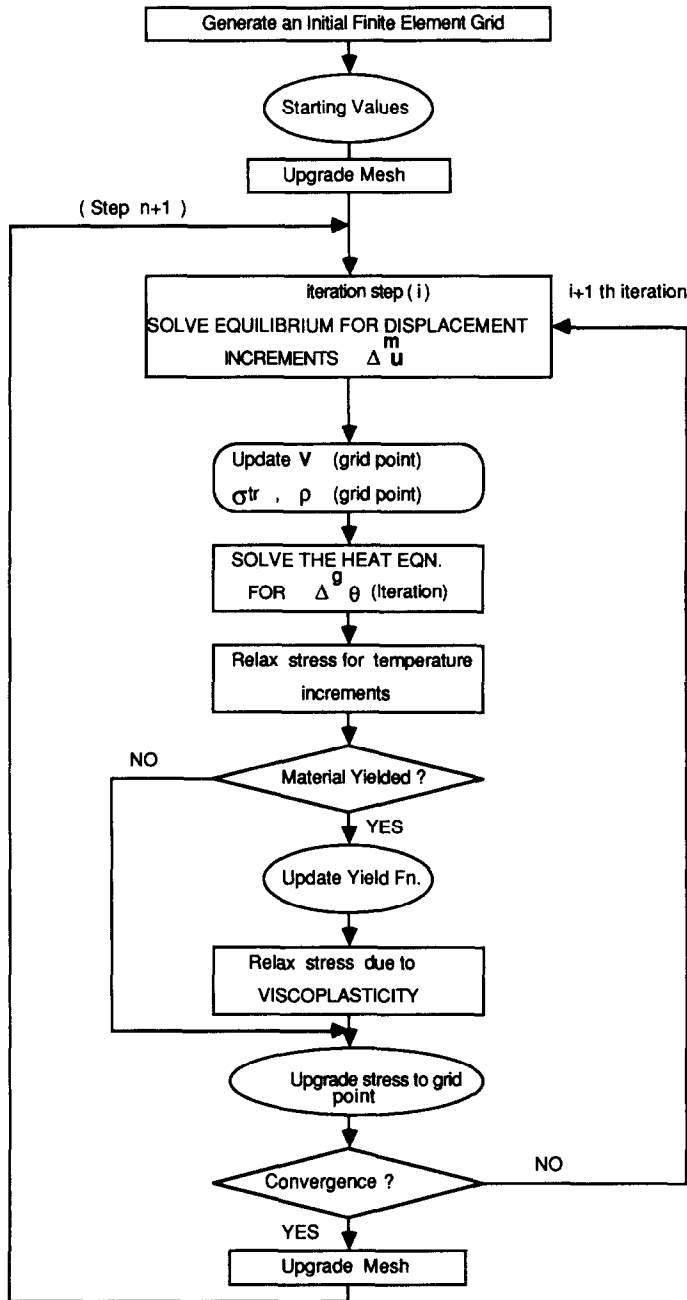 Generate an Initial Finite Element Grid
Starting Values
Upgrade Mesh
( Step n+1 )
iteration step ( i )
i+1 th iteration
SOLVE EQUILIBRIUM FOR DISPLACEMENT
INCREMENTS Δ m u
Update V (grid point)
σtr , ρ (grid point)
SOLVE THE HEAT EQN.
FOR Δ g θ (Iteration)
Relax stress for temperature
increments
NO
Material Yielded ?
YES
Update Yield Fn.
Relax stress due to
VISCOPLASTICITY
Upgrade stress to grid
point
Convergence ?
NO
YES
Upgrade Mesh